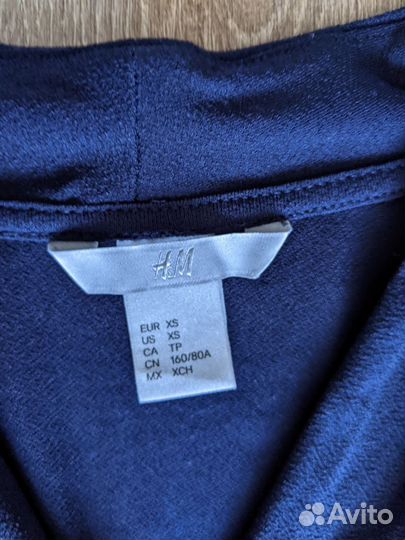 H&M
EUR XS
US XS
CA TP
CN 160/80A
MX XCH
Avito